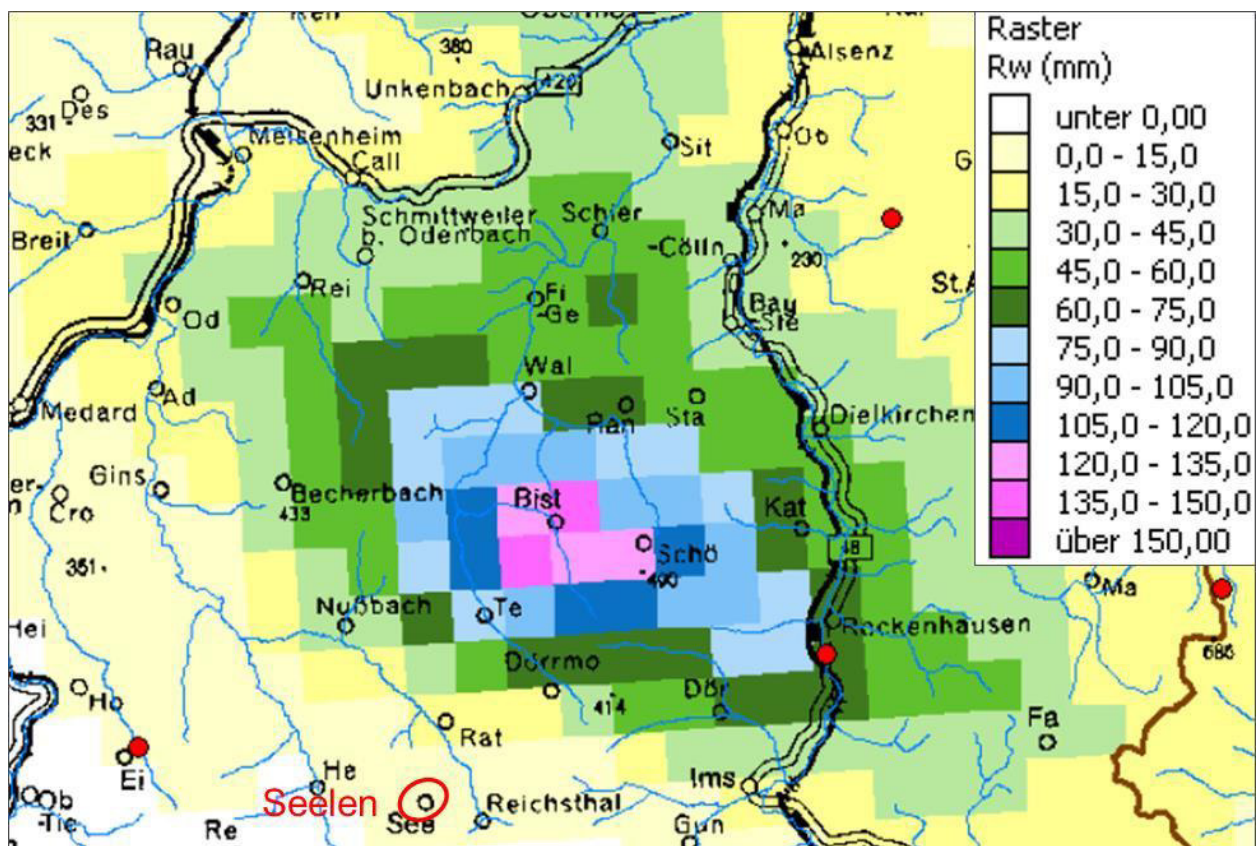 Rau
380
Alsenz
Unkenbach
420
331
Des
eck
Meisenheim
Call
Sit
Ob
G
Breit
Schmittweiler
b. Odenbach
Schier
Ma
-Cölln
230
Rei
Fi
-Ge
St.A
Od
Bay
-Ste
Wal
Medard
Ad
Han
Sta
Dielkirchen
er-
n
Cro
Gins
Becherbach
433
Bist
Kat
351
Schö
490
48
Nußbach
Te
Ma
Hei
Rockenhausen
686
Dörrmo
Ho
414
Dör
Fa
Rat
Ei
He
Ims
Seelen
See
Reichsthal
Ob
-Tie
Re
Gun
Raster
Rw (mm)
unter 0,00
0,0 - 15,0
15,0 - 30,0
30,0 - 45,0
45,0 - 60,0
60,0 - 75,0
75,0 - 90,0
90,0 - 105,0
105,0 - 120,0
120,0 - 135,0
135,0 - 150,0
über 150,00